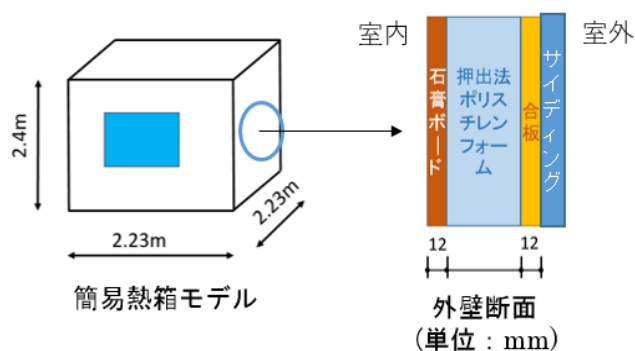 室内
室外
石膏ボード
押出法
ポリス
チレン
フォー
ム
合板
サイディング
2.4m
2.23m
2.23m
12
12
簡易熱箱モデル
外壁断面
(単位：mm)